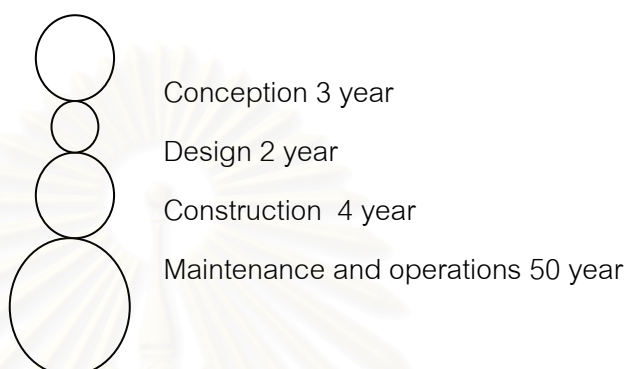 Conception 3 year
Design 2 year
Construction  4 year
Maintenance and operations 50 year